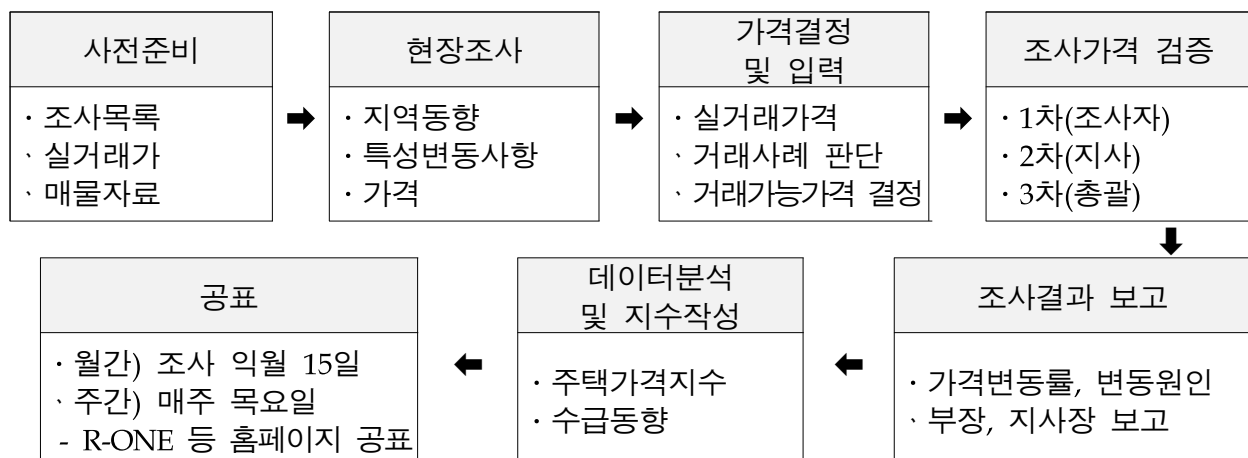 사전준비
· 조사목록
· 실거래가
· 매물자료
현장조사
· 지역동향
· 특성변동사항
· 가격
가격결정
및 입력
· 실거래가격
· 거래사례 판단
· 거래가능가격 결정
조사가격 검증
· 1차(조사자)
· 2차(지사)
· 3차(총괄)
조사결과 보고
· 가격변동률, 변동원인
· 부장, 지사장 보고
데이터분석
및 지수작성
· 주택가격지수
· 수급동향
공표
· 월간) 조사 익월 15일
· 주간) 매주 목요일
- R-ONE 등 홈페이지 공표